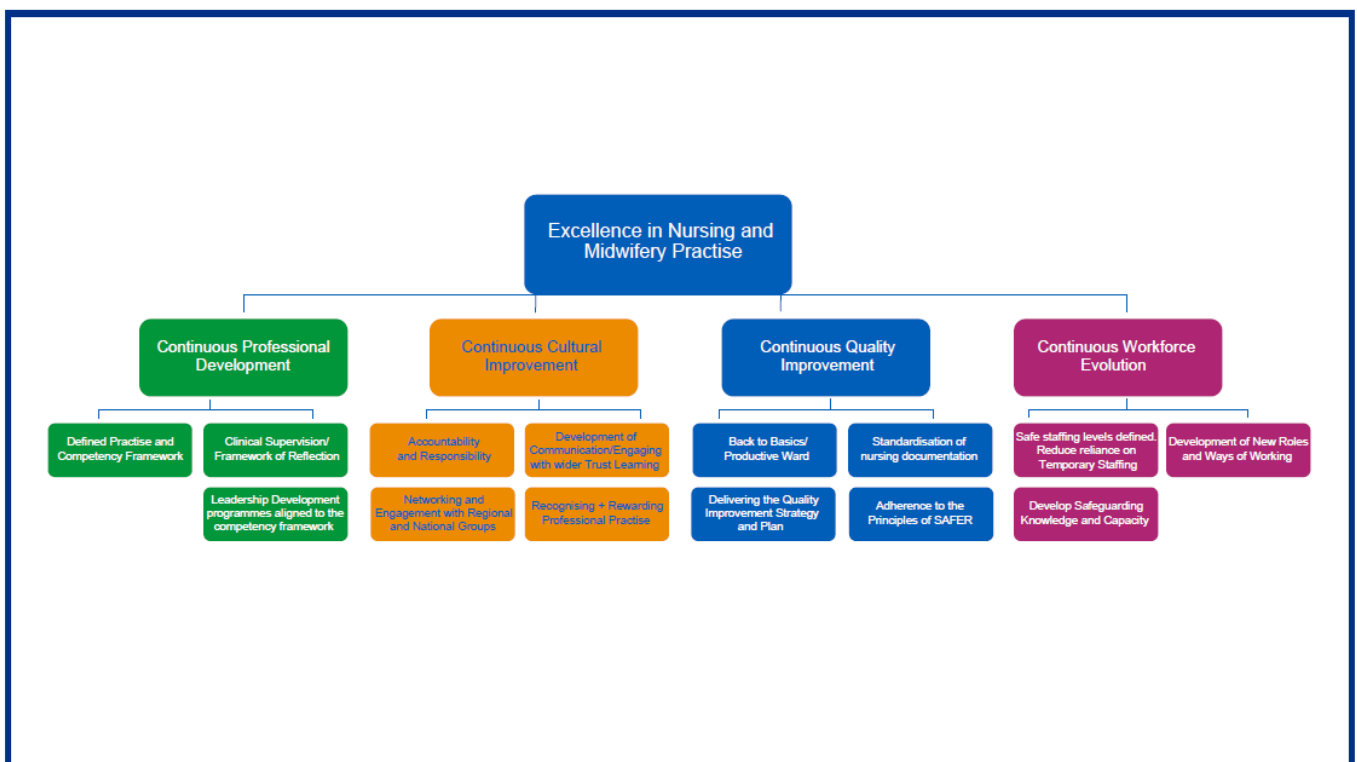 Excellence in Nursing and
Midwifery Practise
Continuous Professional
Development
Continuous Cultural
Improvement
Continuous Quality
Improvement
Continuous Workforce
Evolution
Defined Practise and
Competency Framework
Clinical Supervision/
Framework of Reflection
Leadership Development
programmes aligned to the
competency framework
Accountability
and Responsibility
Development of
Communication/Engaging
with wider Trust Learning
Networking and
Engagement with Regional
and National Groups
Recognising + Rewarding
Professional Practise
Back to Basics/
Productive Ward
Standardisation of
nursing documentation
Delivering the Quality
Improvement Strategy
and Plan
Adherence to the
Principles of SAFER
Safe staffing levels defined.
Reduce reliance on
Temporary Staffing
Development of New Roles
and Ways of Working
Develop Safeguarding
Knowledge and Capacity